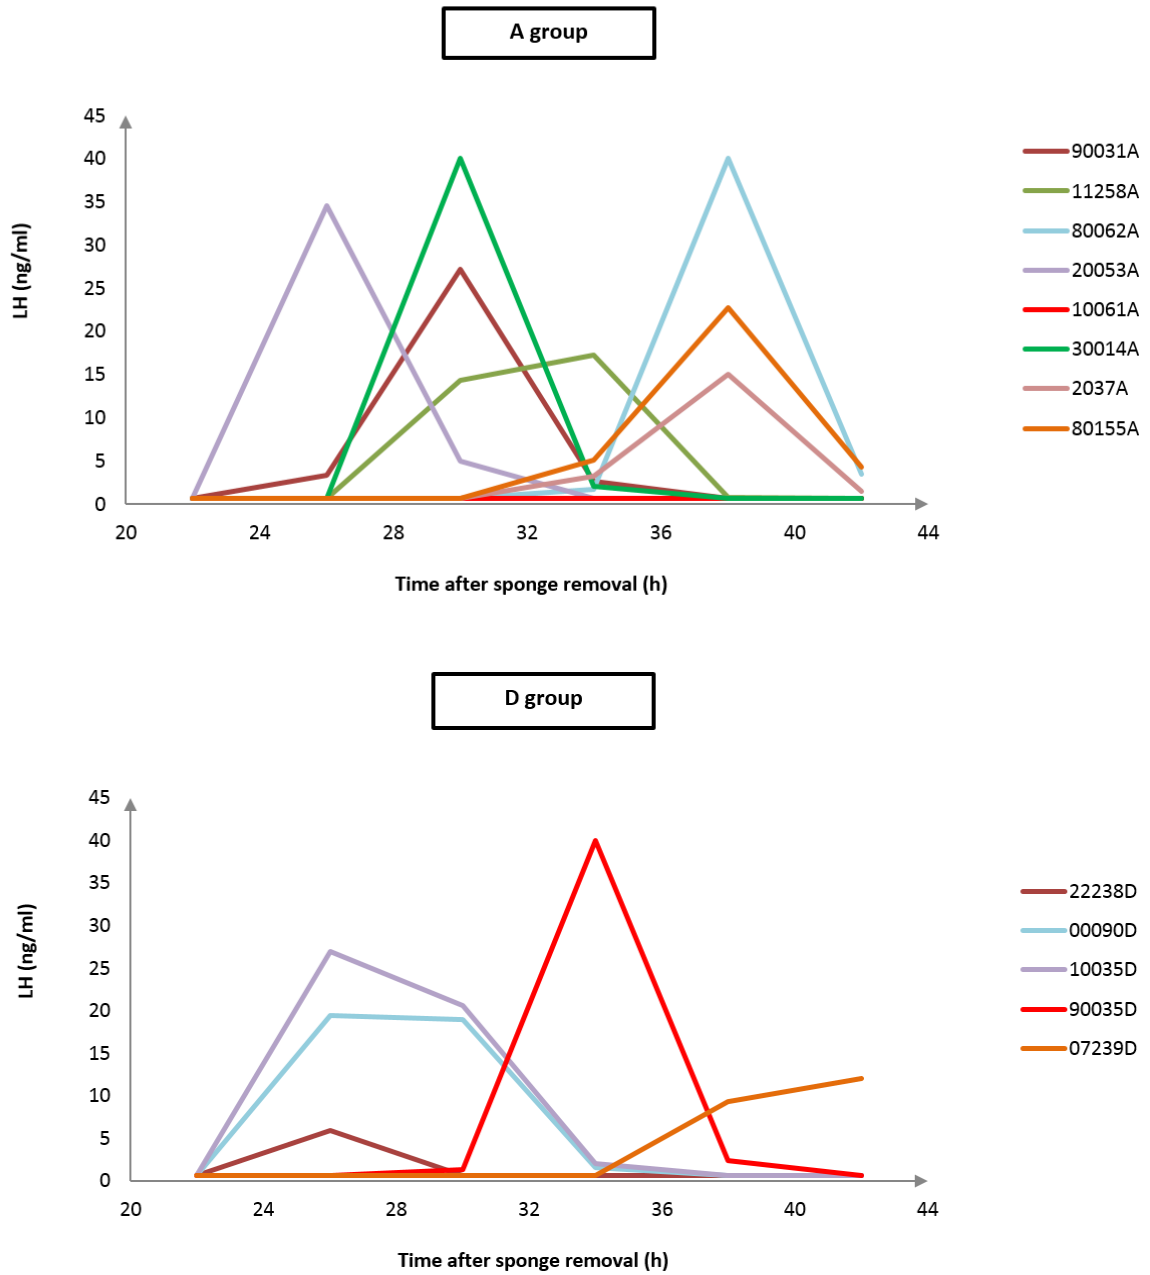 A group
LH (ng/ml)
45
40
35
30
25
20
15
10
5
0
20 24 28 32 36 40 44
Time after sponge removal (h)
90031A
11258A
80062A
20053A
10061A
30014A
2037A
80155A
D group
LH (ng/ml)
45
40
35
30
25
20
15
10
5
0
20 24 28 32 36 40 44
Time after sponge removal (h)
22238D
00090D
10035D
90035D
07239D